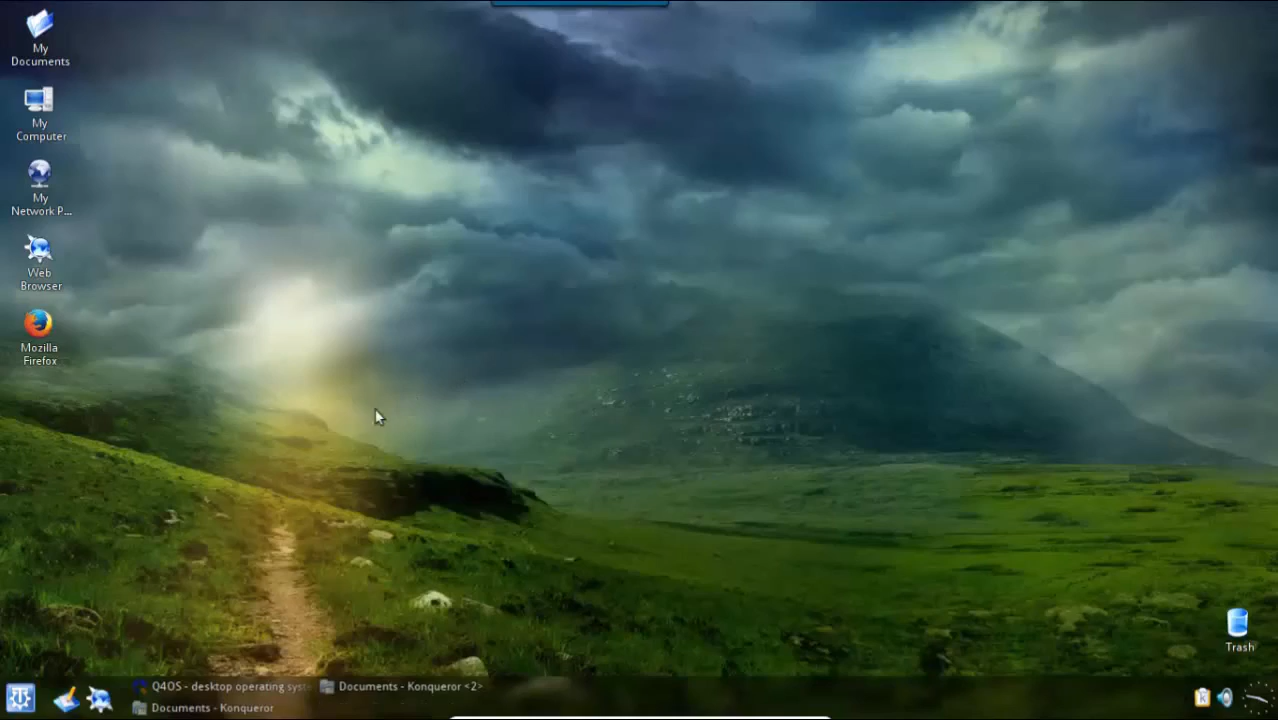 My
Documents
My
Computer
My
Network P...
Web
Browser
Mozilla
Firefox
Trash
Q4OS - desktop operating syst
Documents - Konqueror <2>
Documents - Konqueror